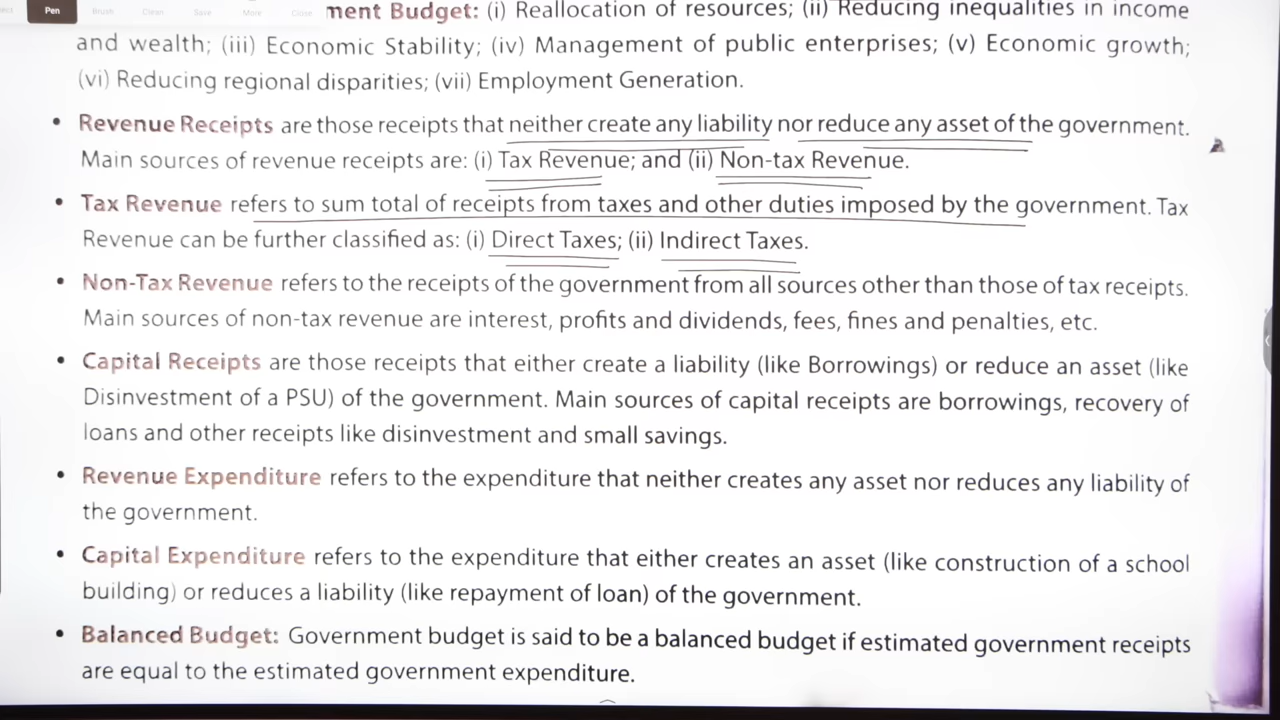 Pen Brush Clean Save More Close
ment Budget: (i) Reallocation of resources; (ii) Reducing inequalities in income
and wealth; (iii) Economic Stability; (iv) Management of public enterprises; (v) Economic growth;
(vi) Reducing regional disparities; (vii) Employment Generation.
• Revenue Receipts are those receipts that neither create any liability nor reduce any asset of the government.
Main sources of revenue receipts are: (i) Tax Revenue; and (ii) Non-tax Revenue.
• Tax Revenue refers to sum total of receipts from taxes and other duties imposed by the government. Tax
Revenue can be further classified as: (i) Direct Taxes; (ii) Indirect Taxes.
• Non-Tax Revenue refers to the receipts of the government from all sources other than those of tax receipts.
Main sources of non-tax revenue are interest, profits and dividends, fees, fines and penalties, etc.
• Capital Receipts are those receipts that either create a liability (like Borrowings) or reduce an asset (like
Disinvestment of a PSU) of the government. Main sources of capital receipts are borrowings, recovery of
loans and other receipts like disinvestment and small savings.
• Revenue Expenditure refers to the expenditure that neither creates any asset nor reduces any liability of
the government.
• Capital Expenditure refers to the expenditure that either creates an asset (like construction of a school
building) or reduces a liability (like repayment of loan) of the government.
• Balanced Budget: Government budget is said to be a balanced budget if estimated government receipts
are equal to the estimated government expenditure.